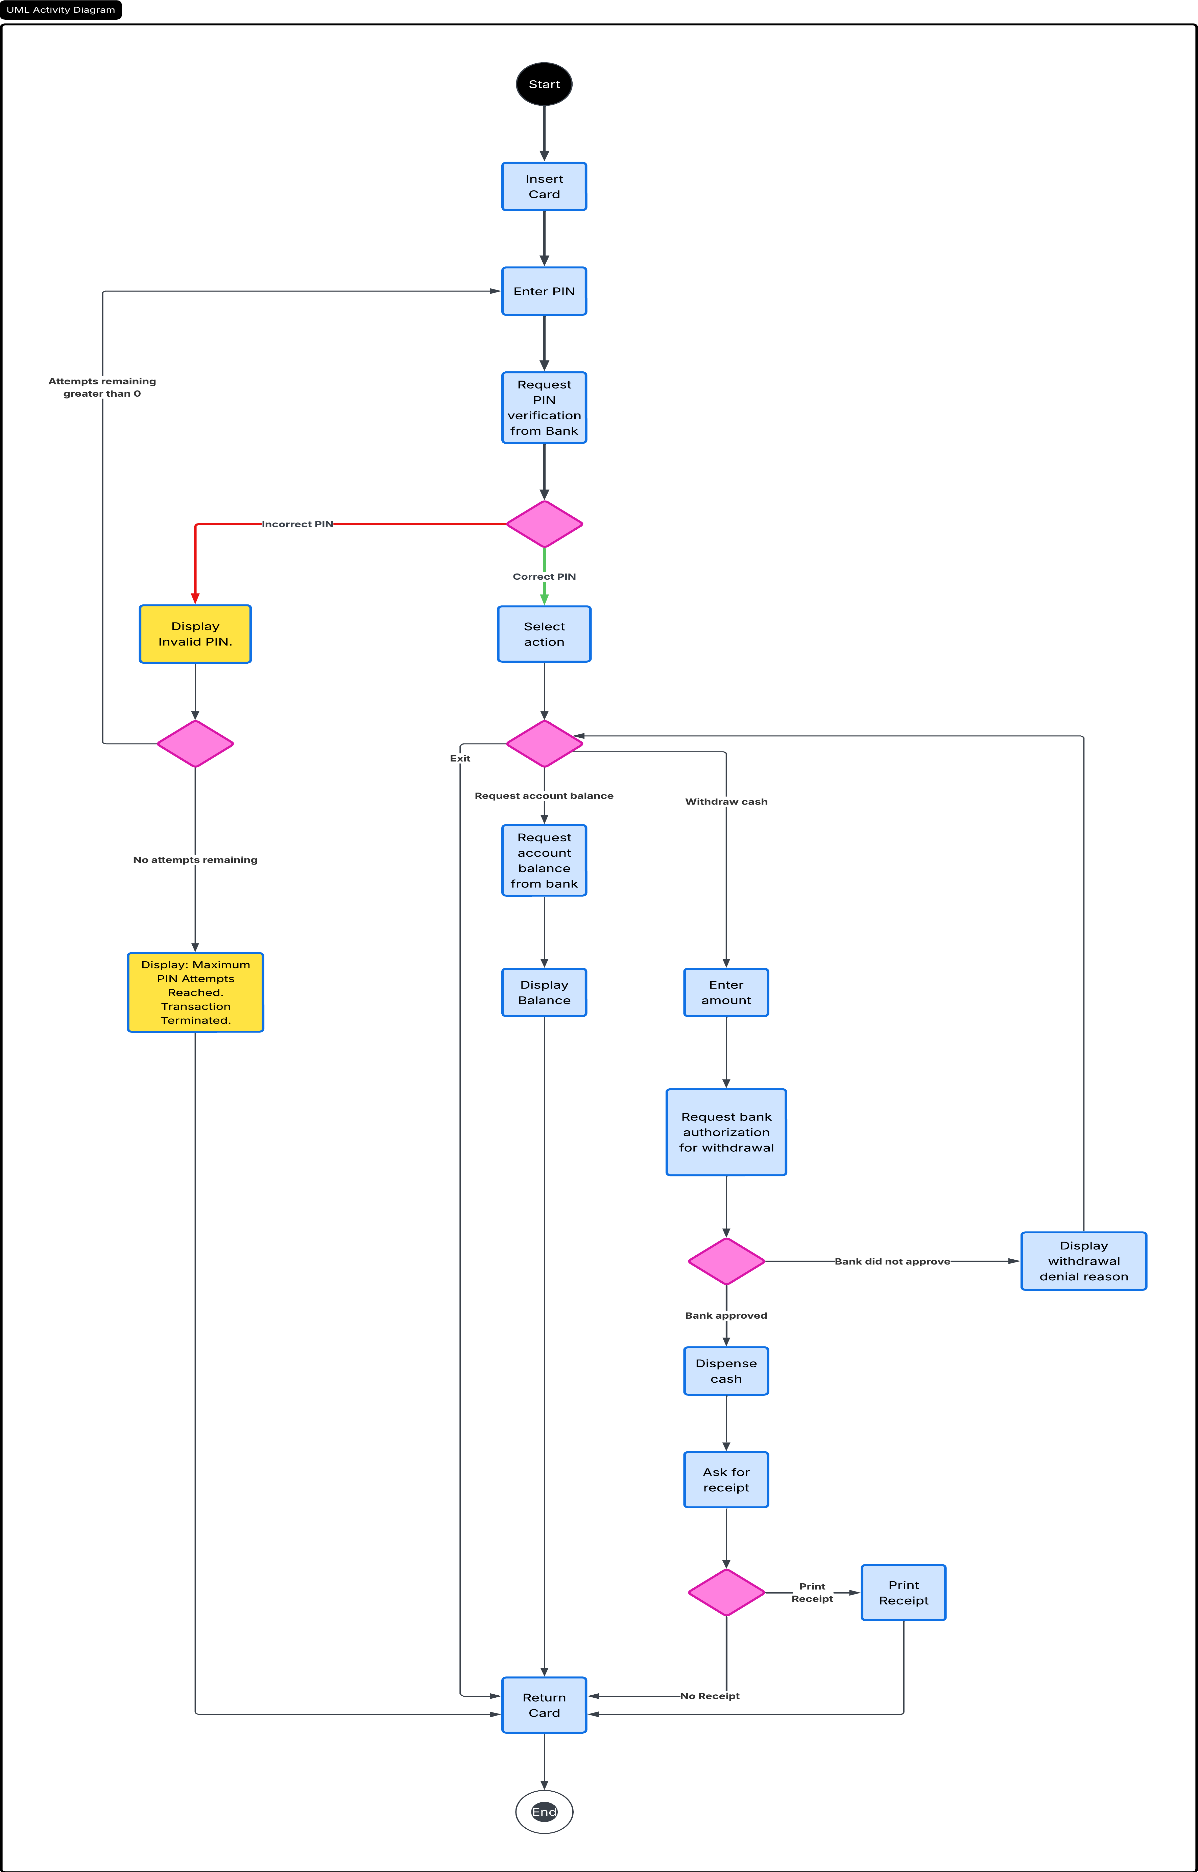 UML Activity Diagram
Start
Insert
Card
Enter PIN
Attempts remaining
greater than 0
Request
PIN
verification
from Bank
Incorrect PIN
Correct PIN
Display
Invalid PIN.
Select
action
Exit
Request account balance
Withdraw cash
Request
account
balance
from bank
No attempts remaining
Display: Maximum
PIN Attempts
Reached.
Transaction
Terminated.
Display
Balance
Enter
amount
Request bank
authorization
for withdrawal
Bank did not approve
Display
withdrawal
denial reason
Bank approved
Dispense
cash
Ask for
receipt
Print
Receipt
Print
Receipt
No Receipt
Return
Card
End